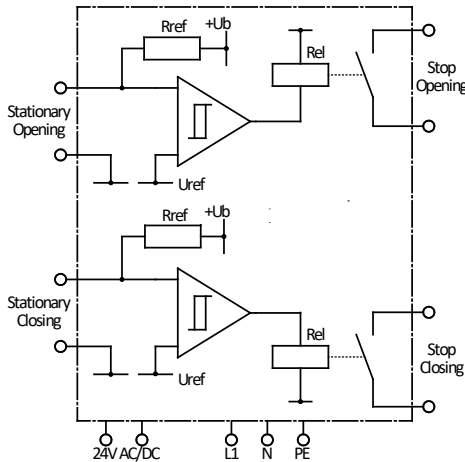 Rref
+Ub
Rel
Stationary
Opening
Stop
Opening
Uref
Rref
+Ub
Stationary
Closing
Rel
Stop
Closing
Uref
24V AC/DC
L1
N
PE